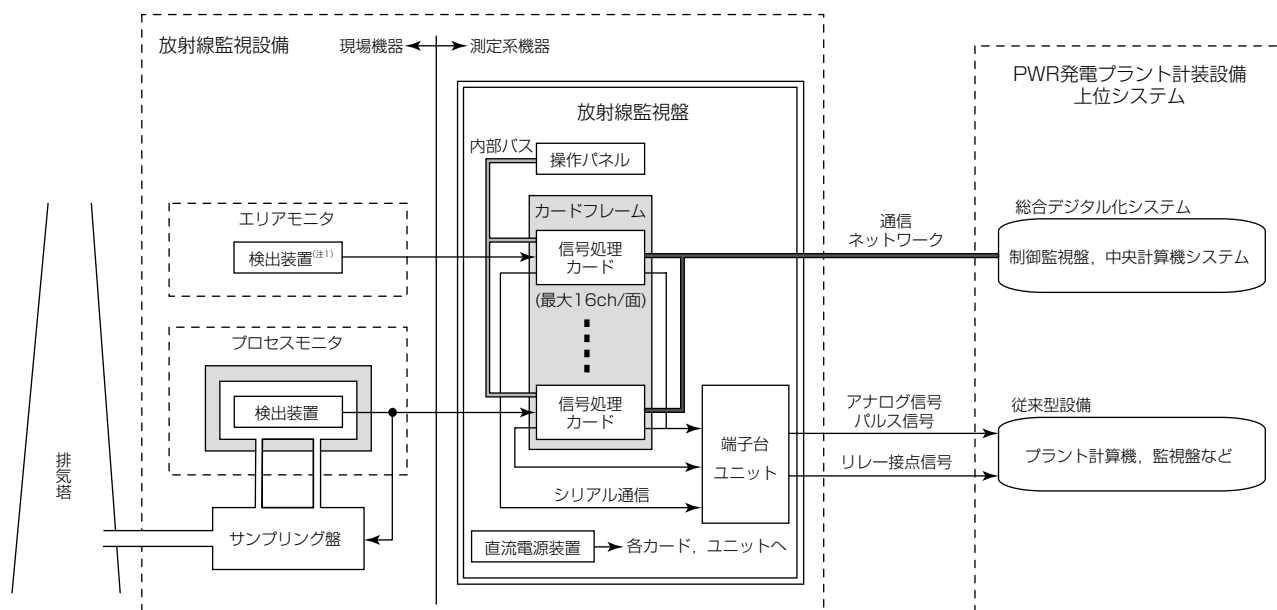 放射線監視設備
現場機器
測定系機器
PWR発電プラント計装設備
上位システム
放射線監視盤
内部バス
操作パネル
エリアモニタ
検出装置(注1)
カードフレーム
信号処理
カード
(最大16ch/面)
通信
ネットワーク
総合デジタル化システム
制御監視盤，中央計算機システム
プロセスモニタ
検出装置
信号処理
カード
端子台
ユニット
アナログ信号
パルス信号
リレー接点信号
従来型設備
プラント計算機，監視盤など
排気塔
シリアル通信
サンプリング盤
直流電源装置
各カード，ユニットへ